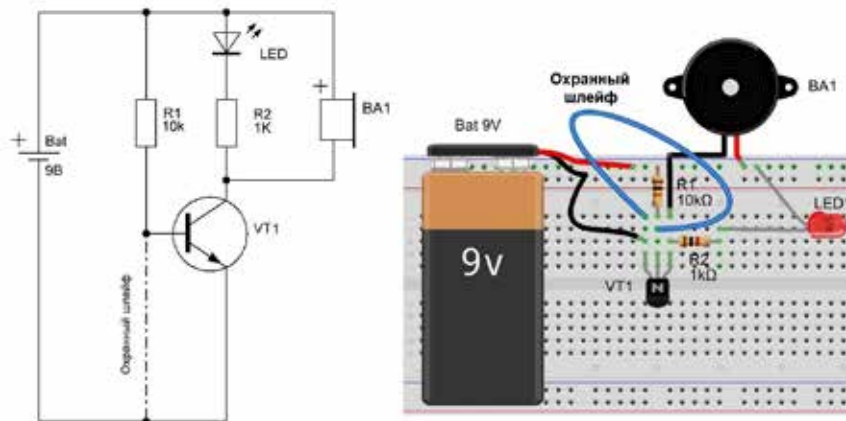 LED
R1
10k
R2
1K
+
BA1
+
Bat
9В
VT1
Охранный шлейф
Охранный
шлейф
BA1
Bat 9V
R1
10kΩ
LED
9v
R2
1kΩ
VT1
N